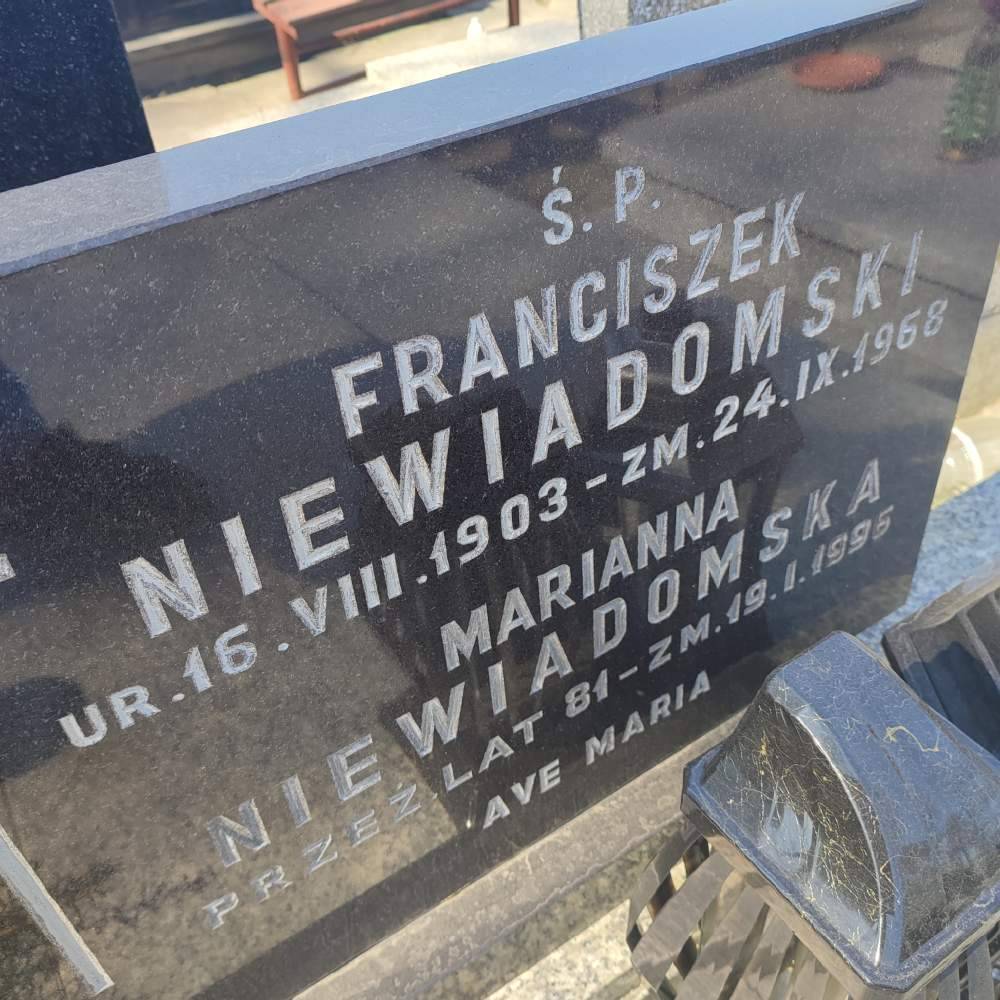 Ś. P.
FRANCISZEK
NIEWIADOMSKI
UR. 16. VIII. 1903 - ZM. 24. IX. 1968
MARIANNA
NIEWIADOMSKA
PRZEŻ. LAT 81 - ZM. 19. I. 1995
AVE MARIA